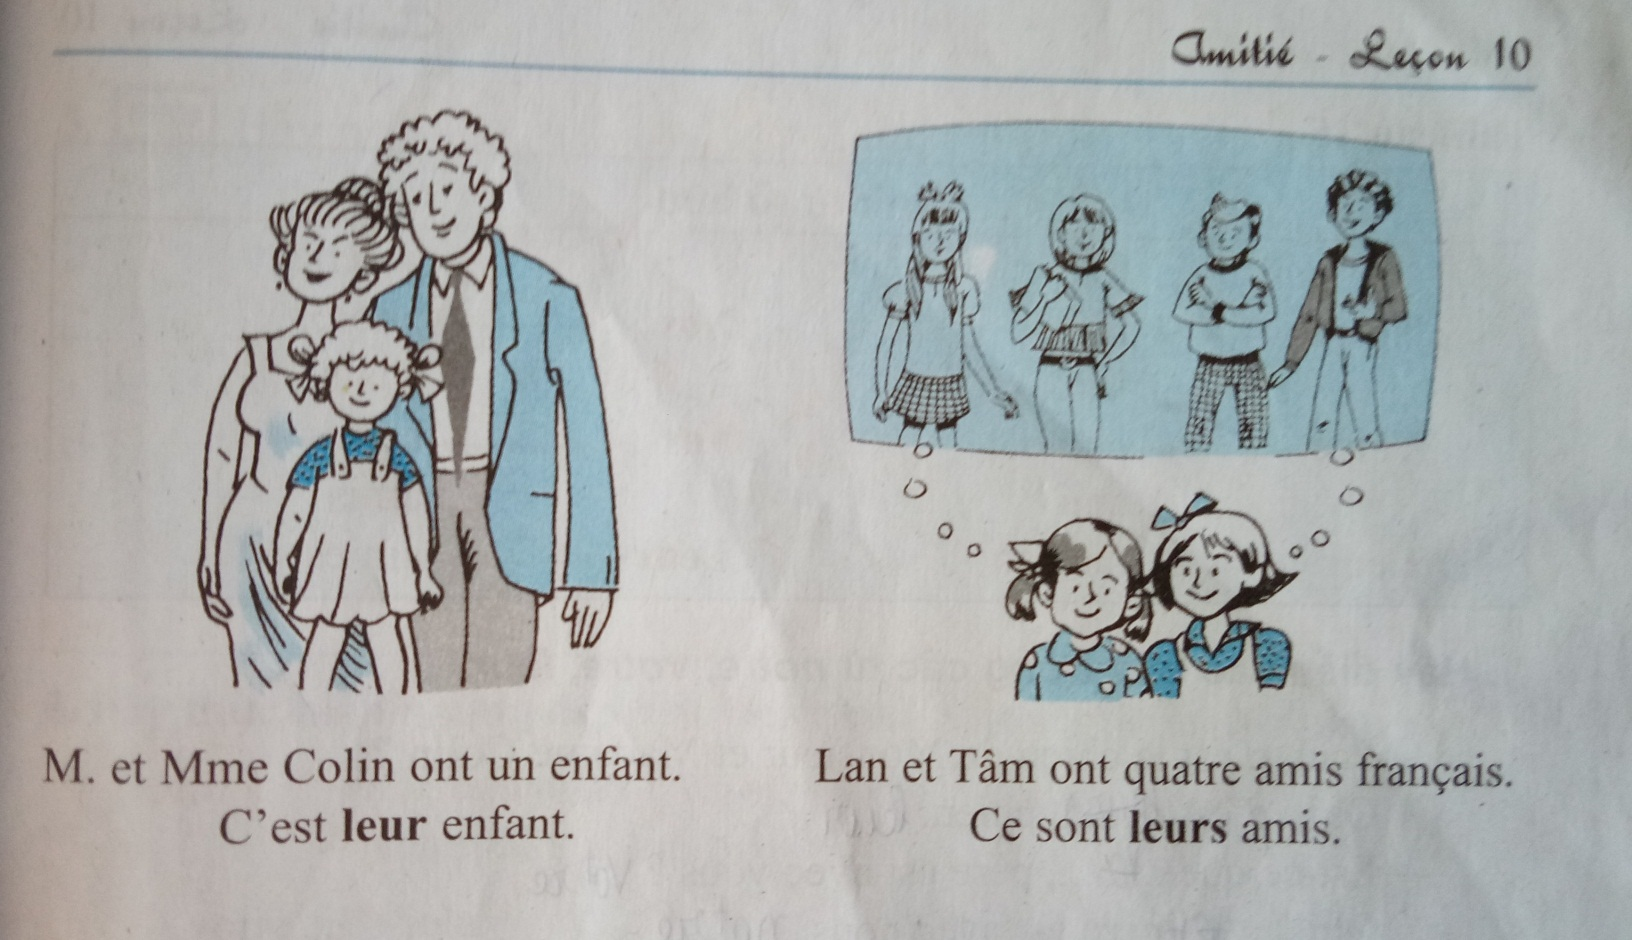 Amitié - Leçon 10
M. et Mme Colin ont un enfant.
C'est leur enfant.
Lan et Tâm ont quatre amis français.
Ce sont leurs amis.